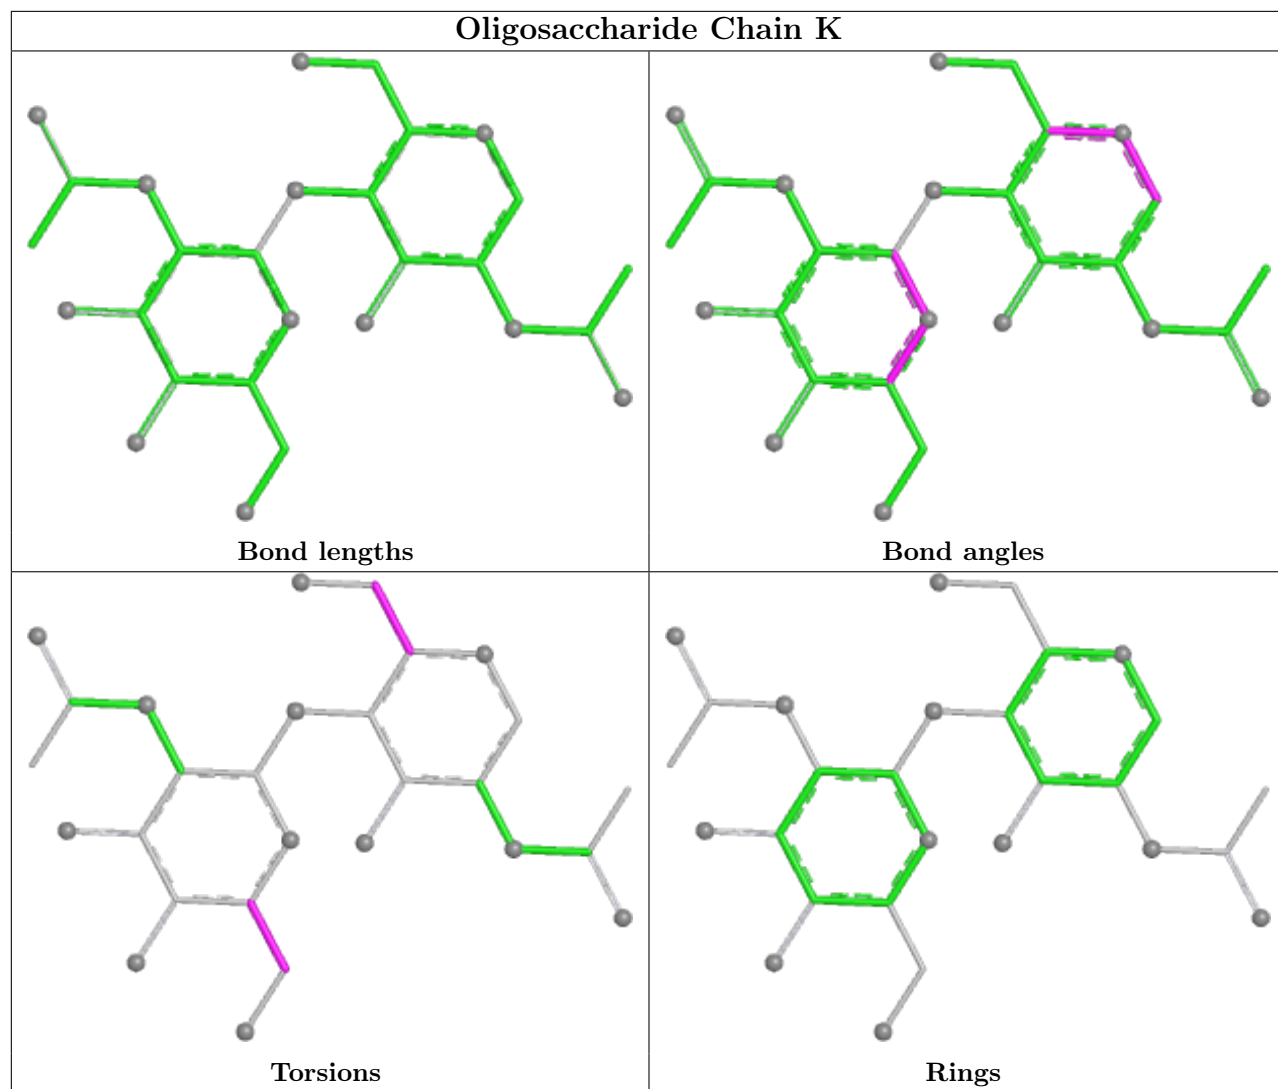 Oligosaccharide Chain K
Bond lengths
Bond angles
Torsions
Rings